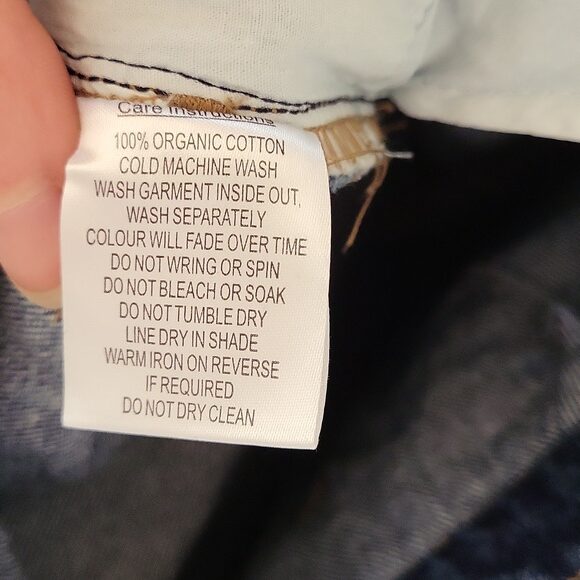 Care Instructions
100% ORGANIC COTTON
COLD MACHINE WASH
WASH GARMENT INSIDE OUT,
WASH SEPARATELY
COLOUR WILL FADE OVER TIME
DO NOT WRING OR SPIN
DO NOT BLEACH OR SOAK
DO NOT TUMBLE DRY
LINE DRY IN SHADE
WARM IRON ON REVERSE
IF REQUIRED
DO NOT DRY CLEAN